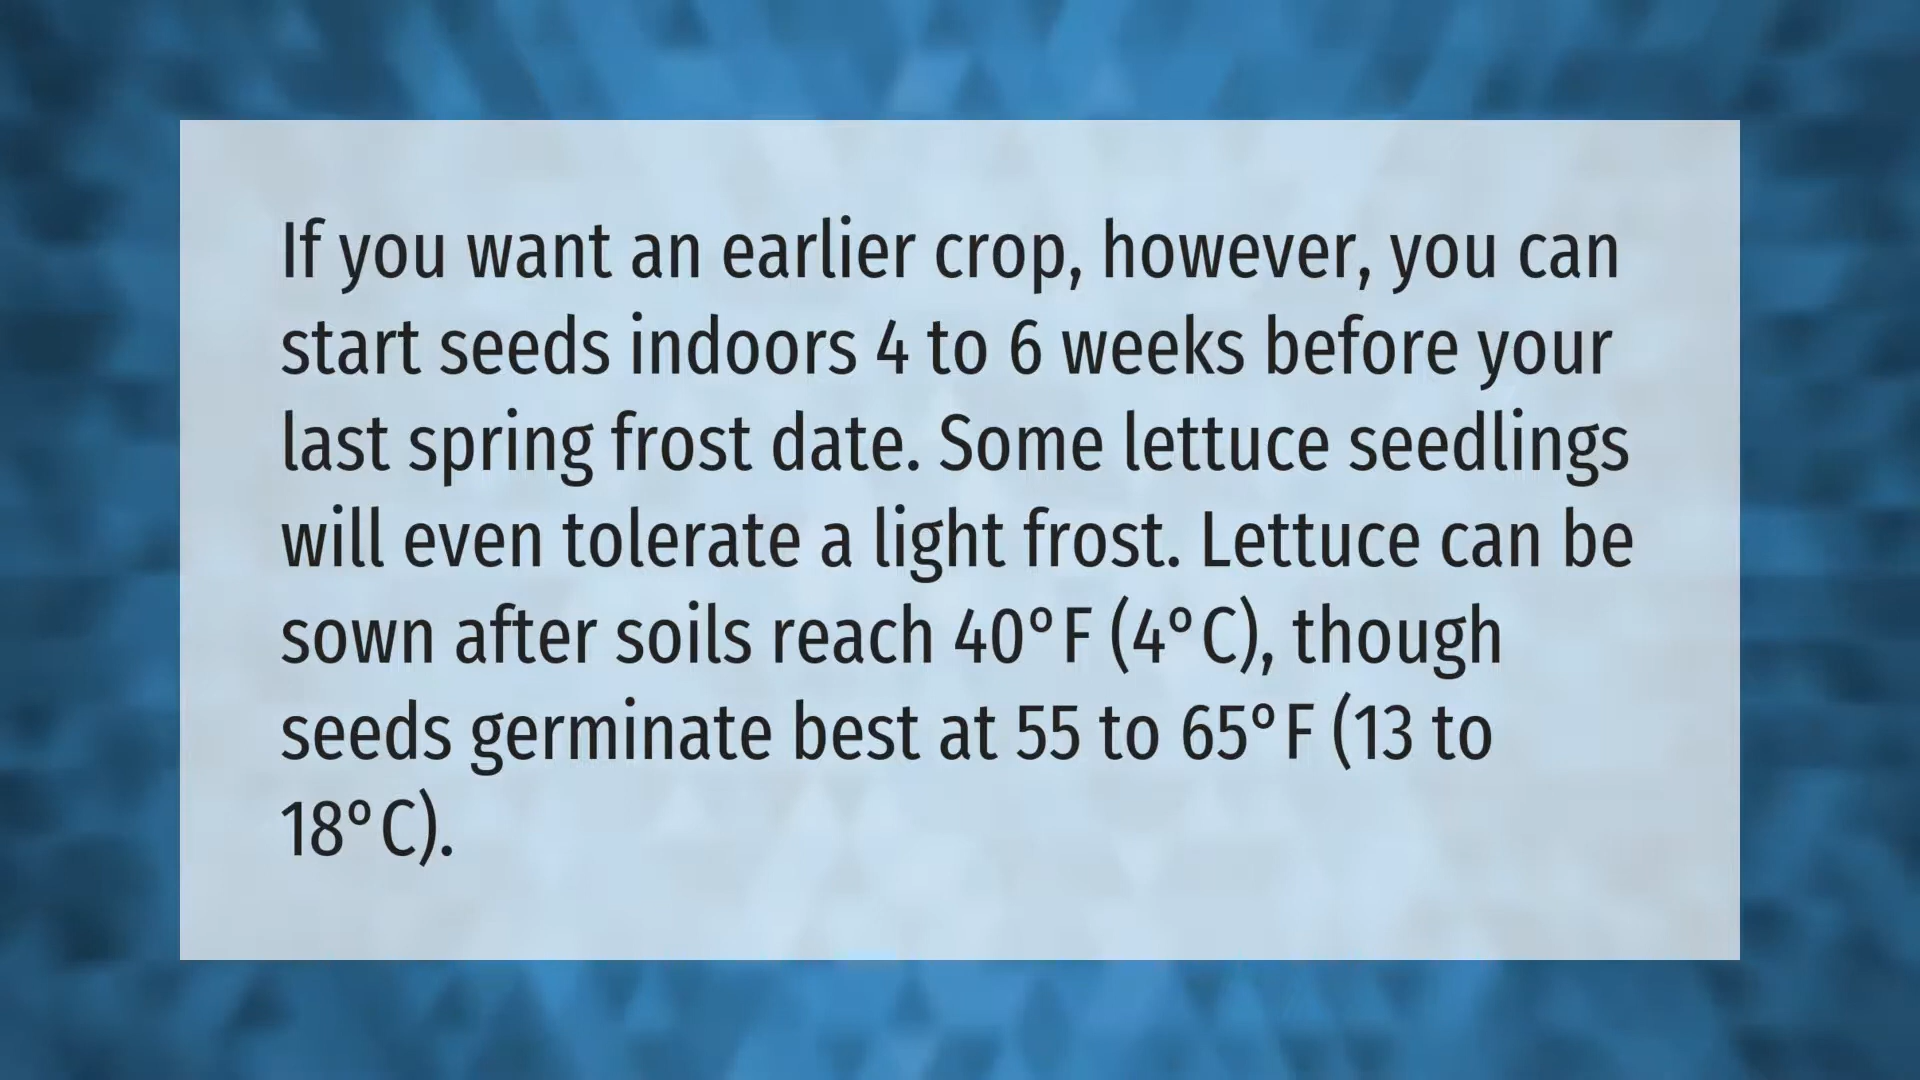 If you want an earlier crop, however, you can
start seeds indoors 4 to 6 weeks before your
last spring frost date. Some lettuce seedlings
will even tolerate a light frost. Lettuce can be
sown after soils reach 40°F (4°C), though
seeds germinate best at 55 to 65°F (13 to
18°C).